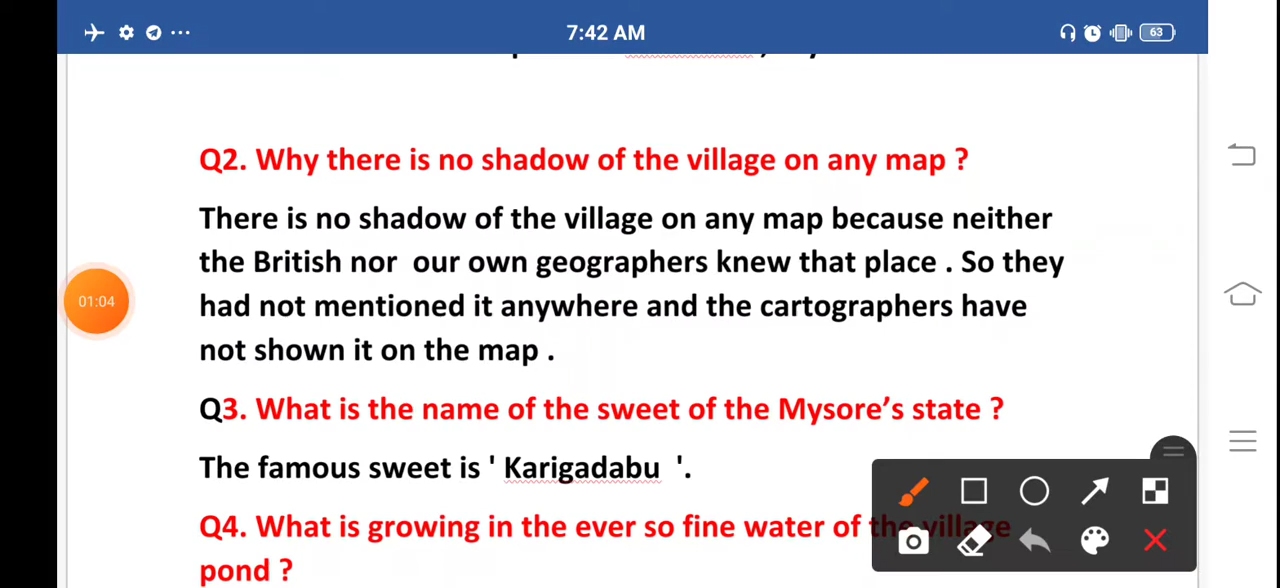 7:42 AM
63
Q2. Why there is no shadow of the village on any map ?
There is no shadow of the village on any map because neither
the British nor our own geographers knew that place . So they
01:04
had not mentioned it anywhere and the cartographers have
not shown it on the map .
Q3. What is the name of the sweet of the Mysore’s state ?
The famous sweet is ' Karigadabu '.
Q4. What is growing in the ever so fine water of the village
pond ?